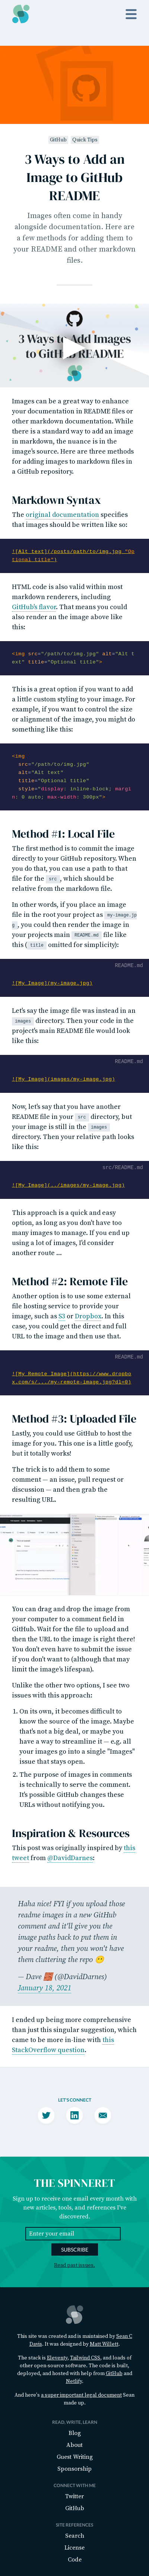 GitHub Quick Tips
3 Ways to Add an
Image to GitHub
README
Images often come in handy
alongside documentation. Here are
a few methods for adding them to
your README and other markdown
files.
3 Ways to Add Images
to GitHub README
Images can be a great way to enhance
your documentation in README files or
other markdown documentation. While
there is a standard way to add an image
in markdown, the nuance is in the
image's source. Here are three methods
for adding images to markdown files in
a GitHub repository.
Markdown Syntax
The original documentation specifies
that images should be written like so:
![Alt text](/posts/path/to/img.jpg "Op
tional title")
HTML code is also valid within most
markdown renderers, including
GitHub's flavor. That means you could
also render an image above like
this:
<img src="/path/to/img.jpg" alt="Alt t
ext" title="Optional title">
This is a great option if you want to add
a little custom styling to your image. For
example, if you want to control the size
or alignment of the image, you might do
something like this:
<img
src="/path/to/img.jpg"
alt="Alt text"
title="Optional title"
style="display: inline-block; margi
n: 0 auto; max-width: 300px">
Method #1: Local File
The first method is to commit the image
directly to your GitHub repository. When
you do that, you can use a path to that
file should be src, which should be
relative from the markdown file.
In other words, if you place an image
file in the root of your project as my-image.jp
g, you could then render the image in
your projects main README.md file like
this ( title omitted for simplicity):
README.md
![My Image](my-image.jpg)
Let's say the image file was instead in an
images directory. Then your code in the
project's main README file would look
like this:
README.md
![My Image](images/my-image.jpg)
Now, let's say that you have another
README file in your src directory, but
your image is still in the images
directory. Then your relative path looks
like this:
src/README.md
![My Image](../images/my-image.jpg)
This approach is a quick and easy
option, as long as you don't have too
many to manage. If you end up having
a lot of images, I'd consider
another route ...
Method #2: Remote File
Another option is to use some external
file hosting service to provide your
image, such as S3 or Dropbox. In this
case, you could get the direct and full
URL to the image and then use that.
README.md
![My Remote Image](https://www.dropbo
x.com/s/.../my-remote-image.jpg?dl=0)
Method #3: Uploaded File
Lastly, you could use GitHub to host the
image for you. This one is a little goofy,
but it totally works!
The trick is to add them to some
comment — an issue, pull request or
discussion — and then grab the
resulting URL.
You can drag and drop the image from
your computer to a comment field in
GitHub. Wait for the file to upload and
then write the URL to the image is right there!
You don't even have to render the issue
if you do it this way (although that may
limit the image's lifespan).
Unlike the other two options, I see two
issues with this approach:
1. On its own, it becomes difficult to
know the source of the image. Maybe
that's not a big deal, or maybe you
have a way to streamline it — e.g. all
your images go into a single "Images"
issue that stays open.
2. The purpose of images in comments
is technically to serve a comment.
It's possible GitHub changes these
URLs without notifying you.
Inspiration & Resources
This post was originally inspired by this
tweet from @DavidDarnes:
Haha nice! FYI if you upload those
readme images in a new GitHub
comment and it'll give you the
image paths back to put them in
your readme, then you won't have
them cluttering the repo
— Dave (@DavidDarnes)
January 18, 2021
I ended up being more comprehensive
than just this singular suggestion, which
turned out to be more in-line with this
StackOverflow question.
LET'S CONNECT
THE SPINNERET
Sign up to receive one email every month with
new articles, tools, and references I've
discovered.
Enter your email
SUBSCRIBE
Read past issues.
This site was created and is maintained by Sean C
Davis. It was designed by Matt Willett.
The stack is Eleventy, Tailwind CSS, and loads of
other open-source software. The code is built,
deployed, and hosted with help from GitHub and
Netlify.
And here's a super important legal document Sean
made up.
READ, WRITE, LEARN
Blog
About
Guest Writing
Sponsorship
CONNECT WITH ME
Twitter
GitHub
SITE REFERENCES
Search
License
Code